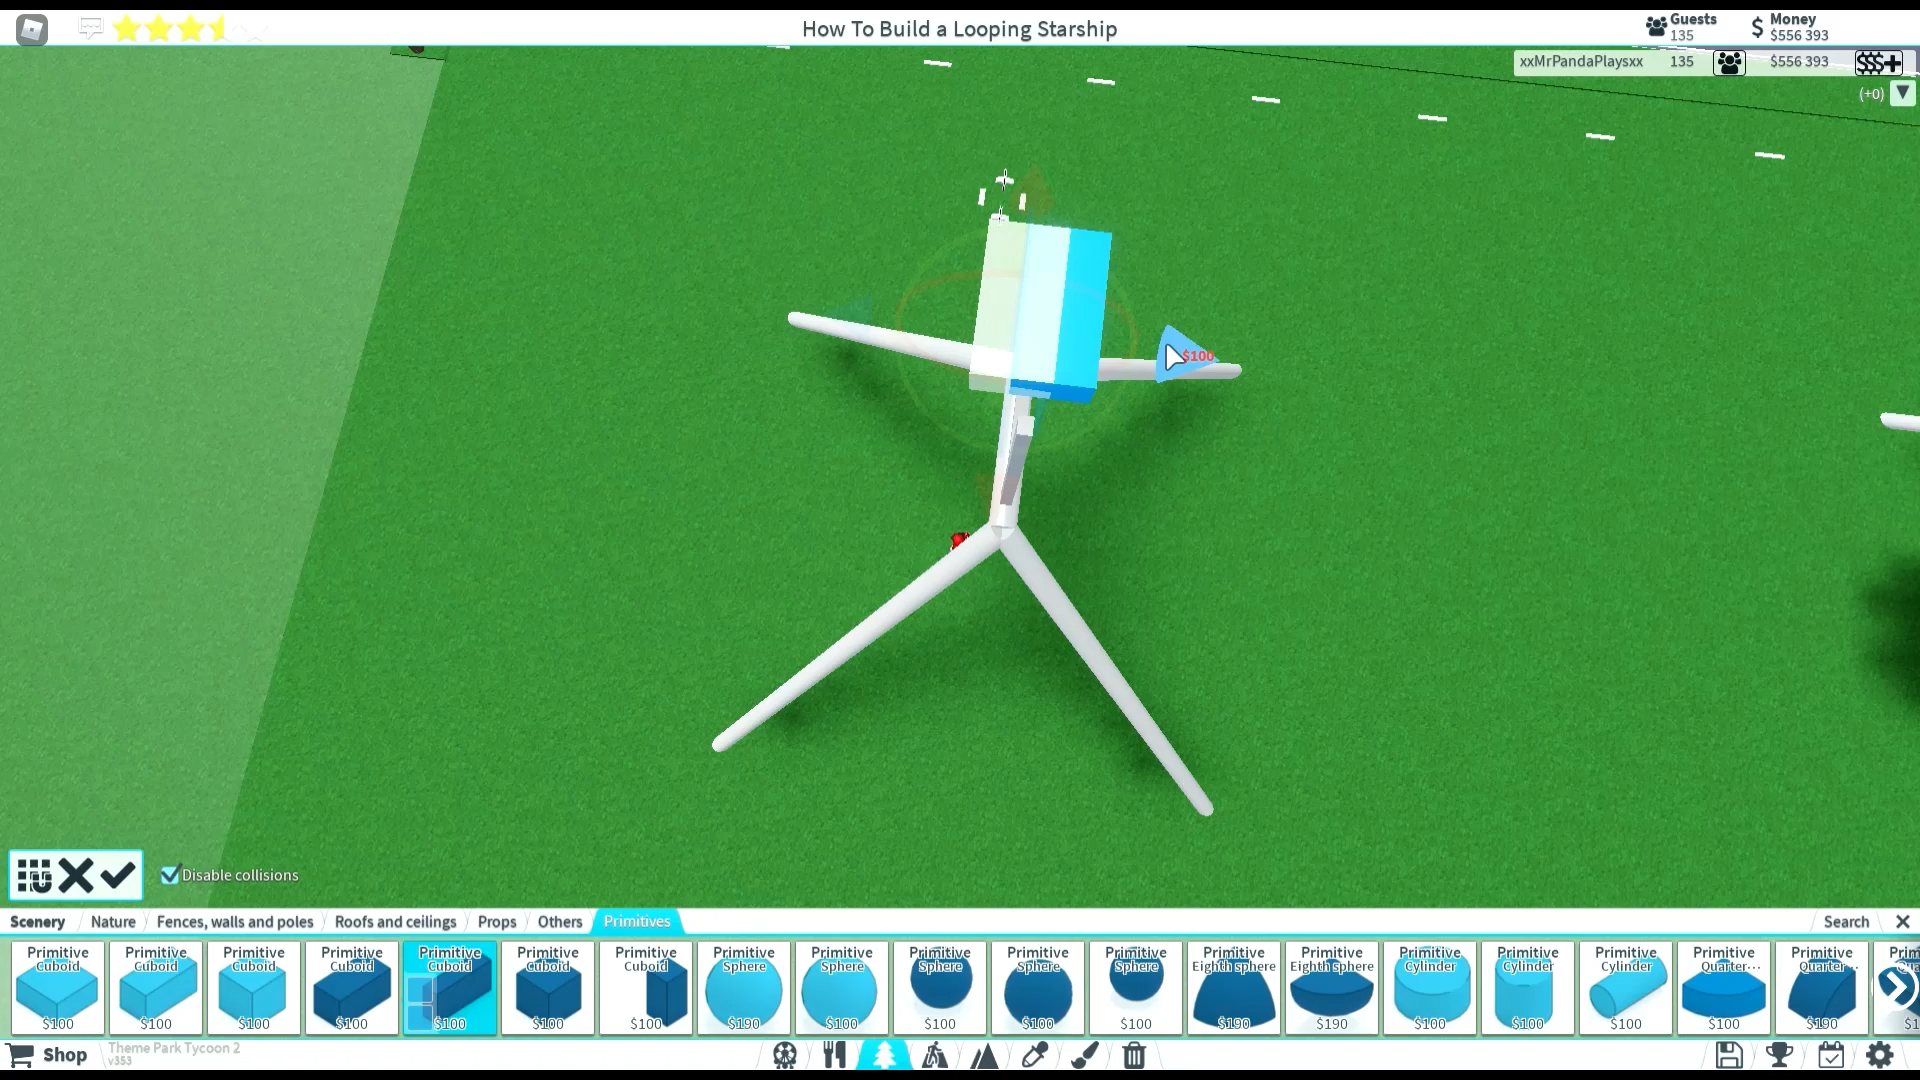 How To Build a Looping Starship
Guests
135
Money
$556 393
xxMrPandaPlaysxx 135 $556 393
(+0)
$100
Disable collisions
Scenery Nature Fences, walls and poles Roofs and ceilings Props Others Primitives Search
Primitive Cuboid $100
Primitive Cuboid $100
Primitive Cuboid $100
Primitive Cuboid $100
Primitive Cuboid $100
Primitive Cuboid $100
Primitive Cuboid $100
Primitive Sphere $190
Primitive Sphere $100
Primitive Sphere $100
Primitive Sphere $100
Primitive Sphere $100
Primitive Eighth sphere $190
Primitive Eighth sphere $190
Primitive Cylinder $100
Primitive Cylinder $100
Primitive Cylinder $100
Primitive Quarter... $100
Primitive Quarter... $190
Shop
Theme Park Tycoon 2
v353